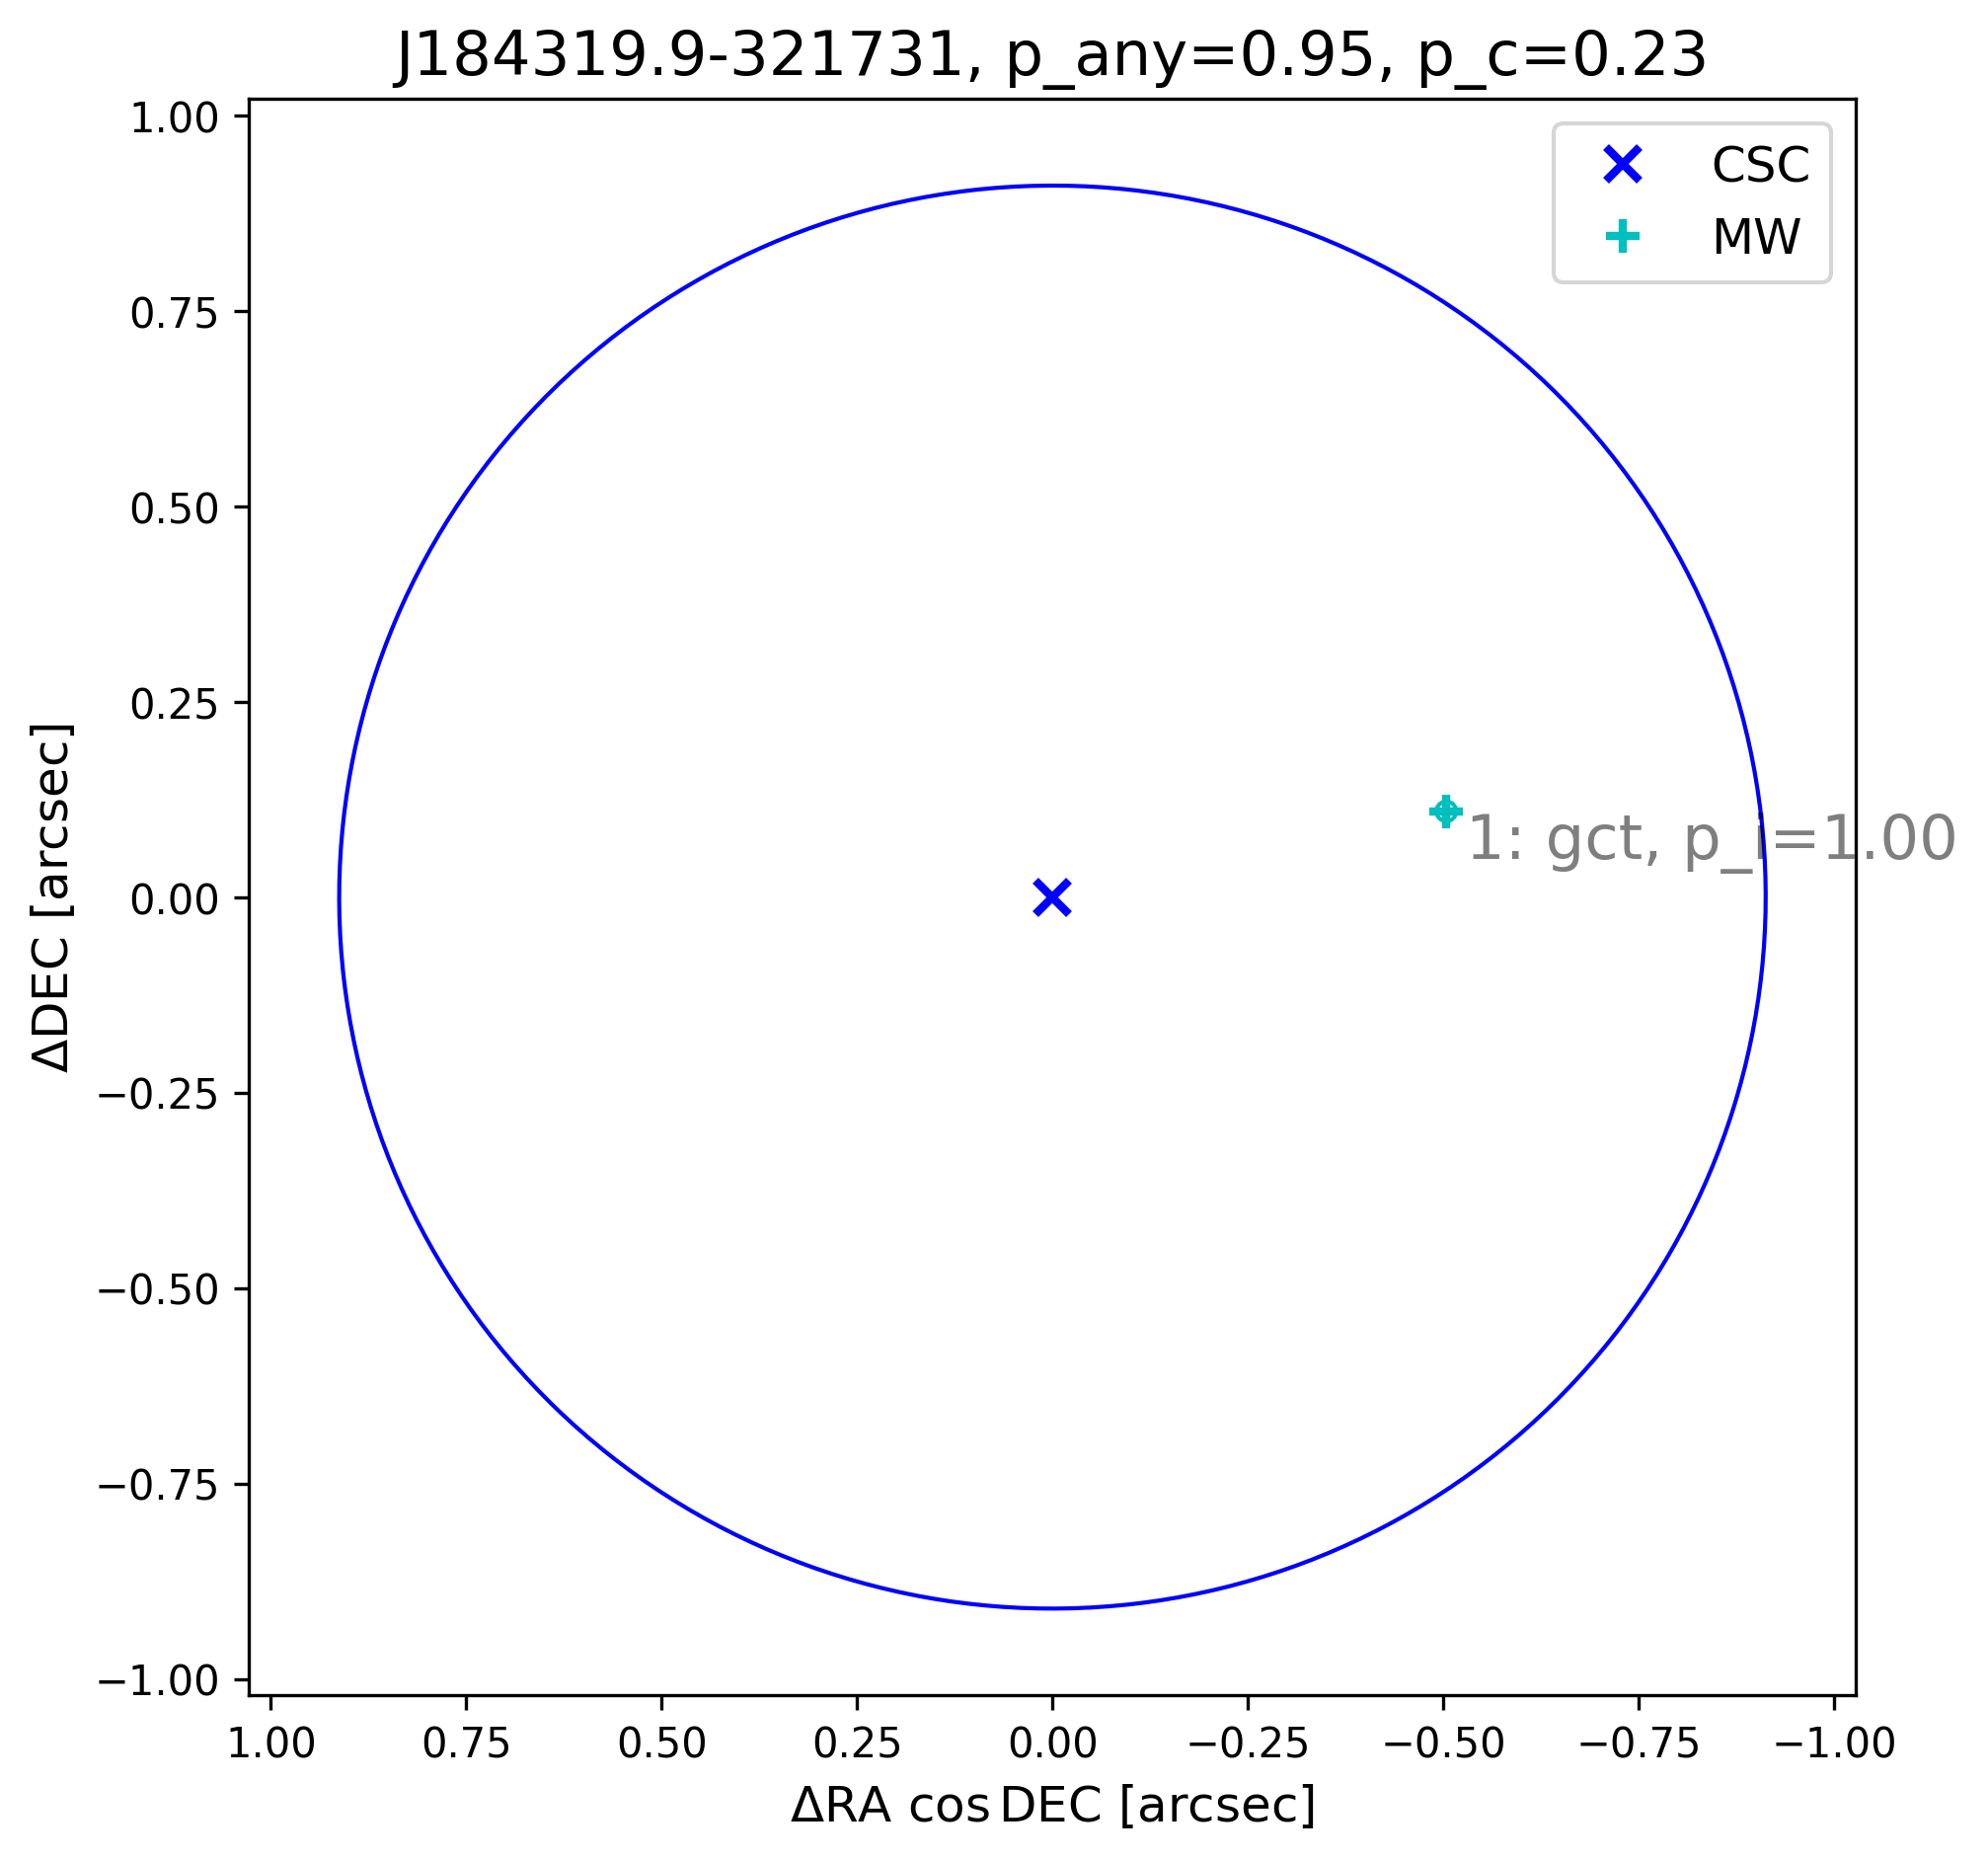 J184319.9-321731, p_any=0.95, p_c=0.23
CSC
MW
1.00
0.75
0.50
0.25
0.00
−0.25
−0.50
−0.75
−1.00
ΔDEC [arcsec]
1: gct, p_i=1.00
1.00 0.75 0.50 0.25 0.00 −0.25 −0.50 −0.75 −1.00
ΔRA cos DEC [arcsec]